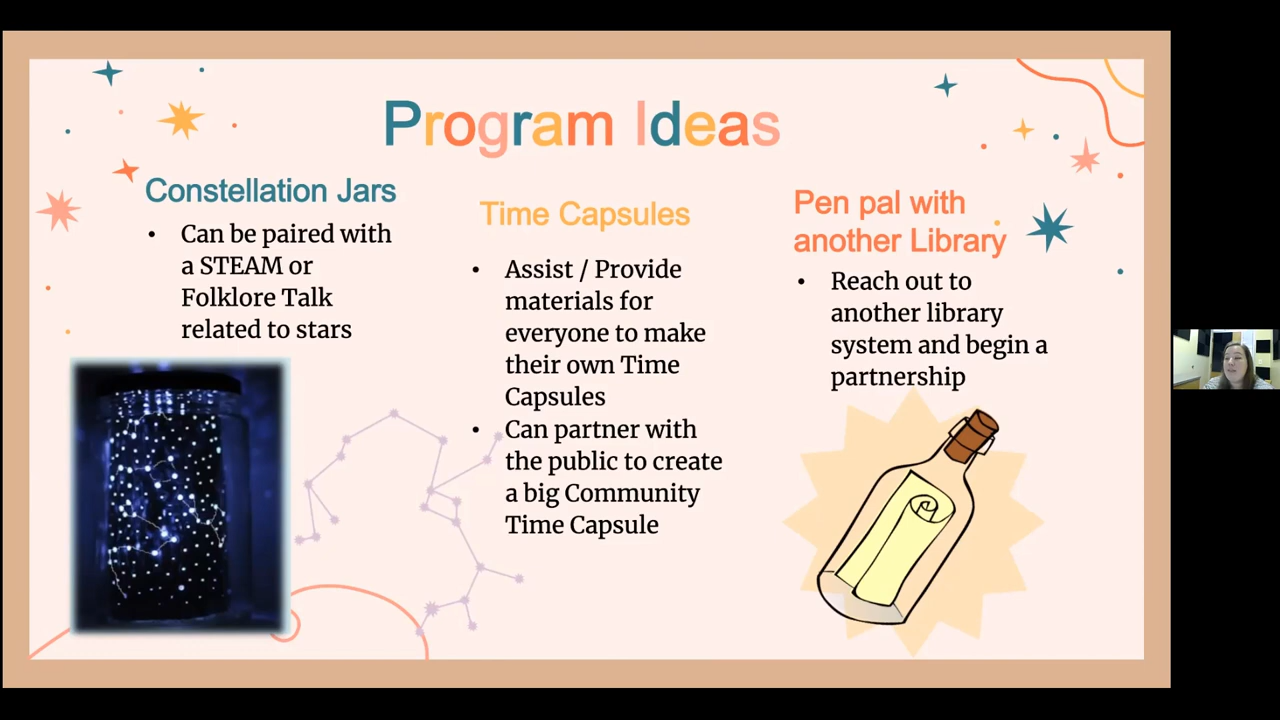 Program Ideas
Constellation Jars
• Can be paired with
a STEAM or
Folklore Talk
related to stars
Time Capsules
• Assist / Provide
materials for
everyone to make
their own Time
Capsules
• Can partner with
the public to create
a big Community
Time Capsule
Pen pal with
another Library
• Reach out to
another library
system and begin a
partnership